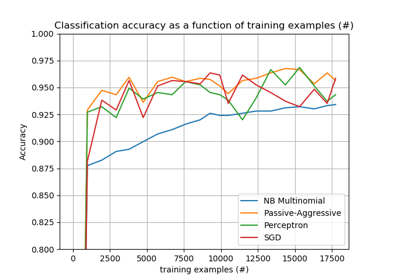 Classification accuracy as a function of training examples (#)
1.000
0.975
0.950
0.925
0.900
0.875
0.850
0.825
0.800
Accuracy
NB Multinomial
Passive-Aggressive
Perceptron
SGD
0 2500 5000 7500 10000 12500 15000 17500
training examples (#)